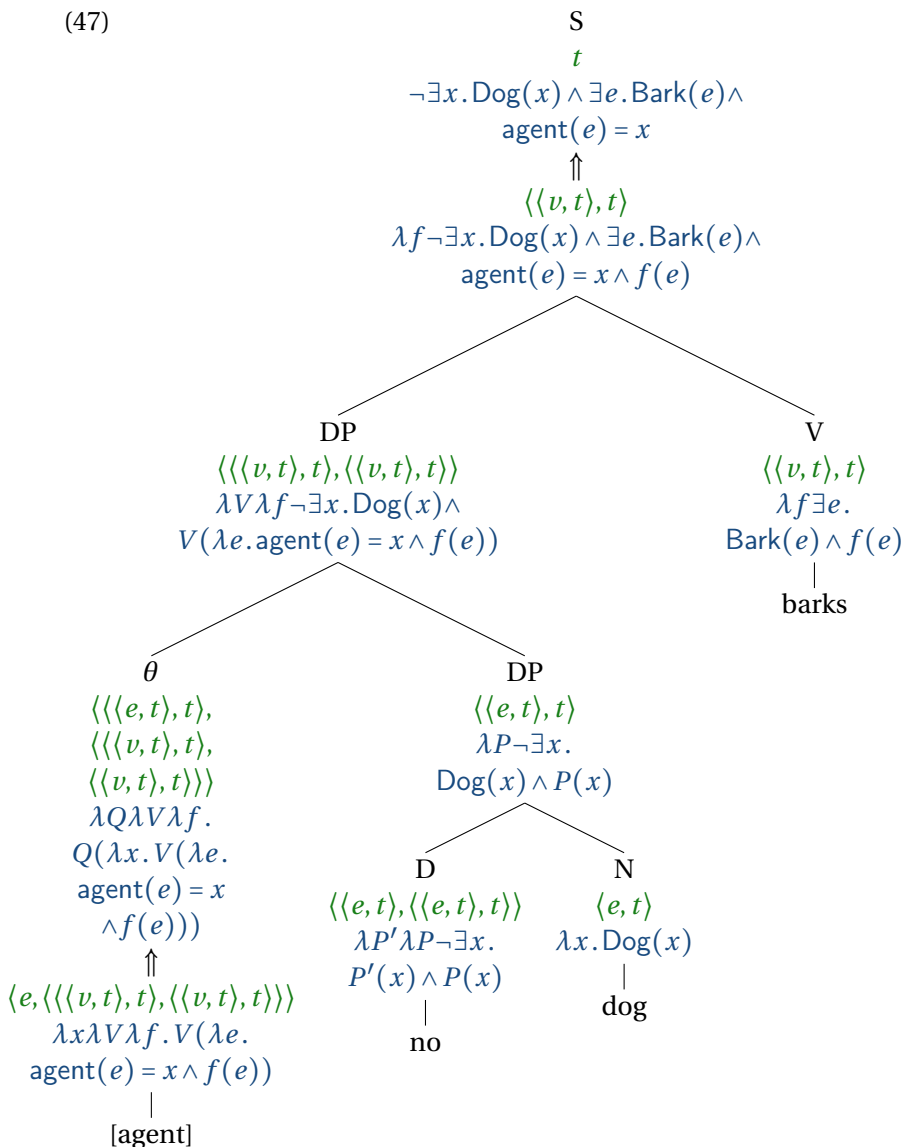 (47)
S
t
¬∃x.Dog(x) ∧ ∃e.Bark(e)∧
agent(e) = x
⇑
⟨⟨v, t⟩, t⟩
λf¬∃x.Dog(x) ∧ ∃e.Bark(e)∧
agent(e) = x ∧ f(e)
DP
⟨⟨⟨v, t⟩, t⟩,⟨⟨v, t⟩, t⟩⟩
λVλf¬∃x.Dog(x)∧
V(λe.agent(e) = x ∧ f(e))
V
⟨⟨v, t⟩, t⟩
λf∃e.
Bark(e) ∧ f(e)
barks
θ
⟨⟨⟨e, t⟩, t⟩,
⟨⟨⟨v, t⟩, t⟩,
⟨⟨v, t⟩, t⟩⟩⟩
λQλVλf.
Q(λx.V(λe.
agent(e) = x
∧f(e)))
⇑
⟨e,⟨⟨⟨v, t⟩, t⟩,⟨⟨v, t⟩, t⟩⟩⟩
λxλVλf.V(λe.
agent(e) = x ∧ f(e))
[agent]
DP
⟨⟨e, t⟩, t⟩
λP¬∃x.
Dog(x) ∧ P(x)
D
⟨⟨e, t⟩,⟨⟨e, t⟩, t⟩⟩
λP′λP¬∃x.
P′(x) ∧ P(x)
no
N
⟨e, t⟩
λx.Dog(x)
dog